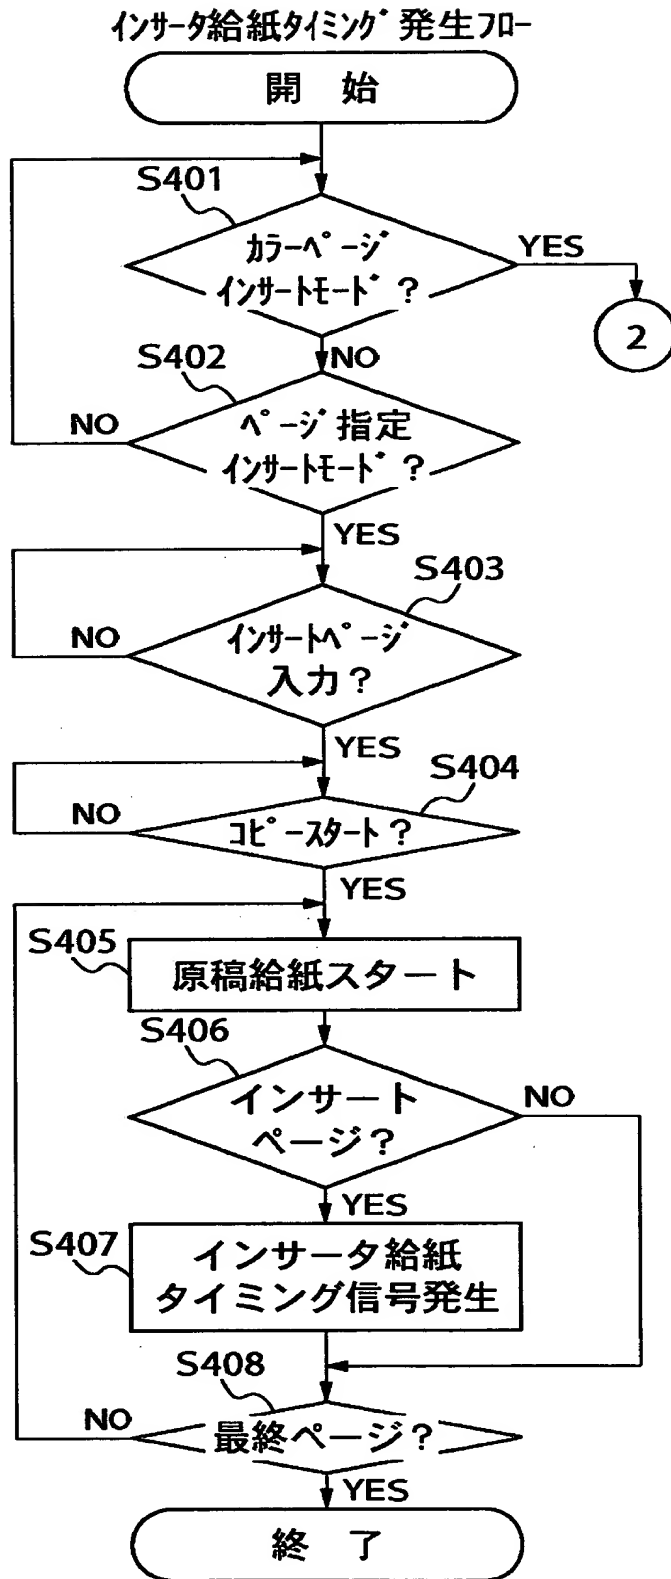 インサータ給紙タイミング発生フロー
開 始
S401
カラーページ
インサートモード？
YES
2
NO
S402
ページ指定
インサートモード？
NO
YES
S403
インサートページ
入力？
NO
YES
S404
コピースタート？
NO
YES
S405
原稿給紙スタート
S406
インサート
ページ？
NO
YES
S407
インサータ給紙
タイミング信号発生
S408
最終ページ？
NO
YES
終 了